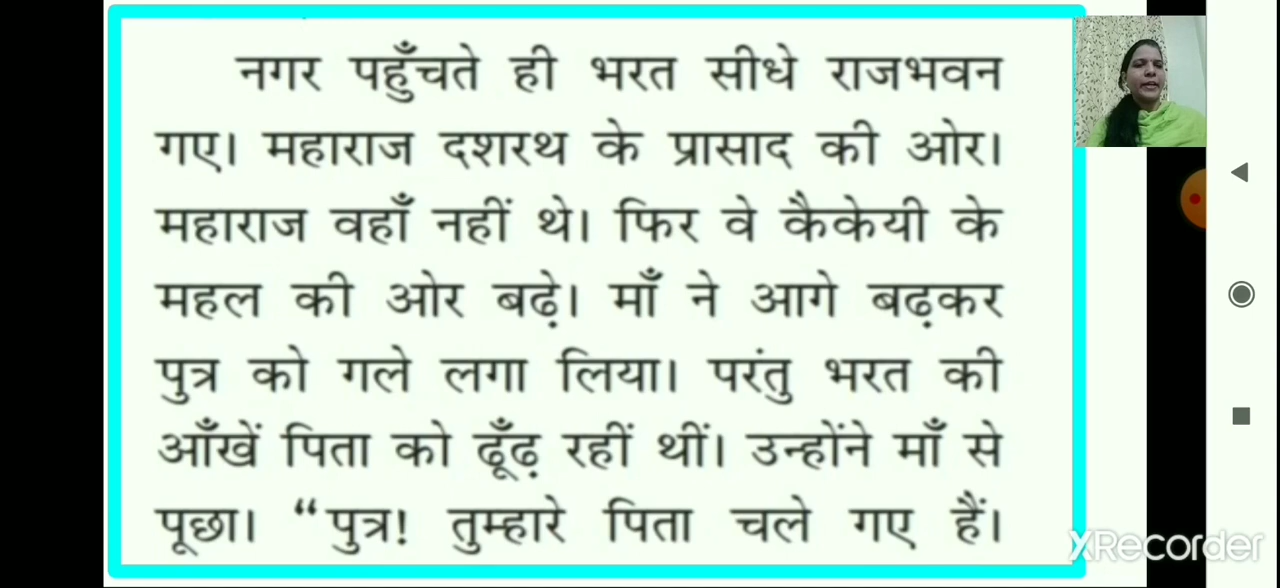 नगर पहुँचते ही भरत सीधे राजभवन
गए। महाराज दशरथ के प्रासाद की ओर।
महाराज वहाँ नहीं थे। फिर वे कैकेयी के
महल की ओर बढ़े। माँ ने आगे बढ़कर
पुत्र को गले लगा लिया। परंतु भरत की
आँखें पिता को ढूँढ़ रहीं थीं। उन्होंने माँ से
पूछा। “पुत्र! तुम्हारे पिता चले गए हैं।
XRecorder